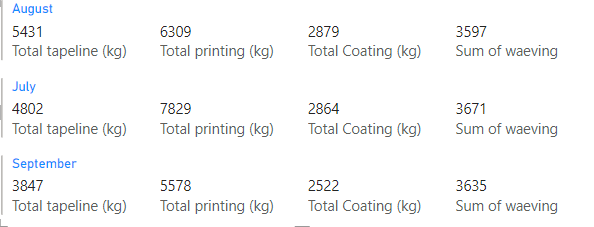 August
5431 6309 2879 3597
Total tapeline (kg) Total printing (kg) Total Coating (kg) Sum of waeving
July
4802 7829 2864 3671
Total tapeline (kg) Total printing (kg) Total Coating (kg) Sum of waeving
September
3847 5578 2522 3635
Total tapeline (kg) Total printing (kg) Total Coating (kg) Sum of waeving